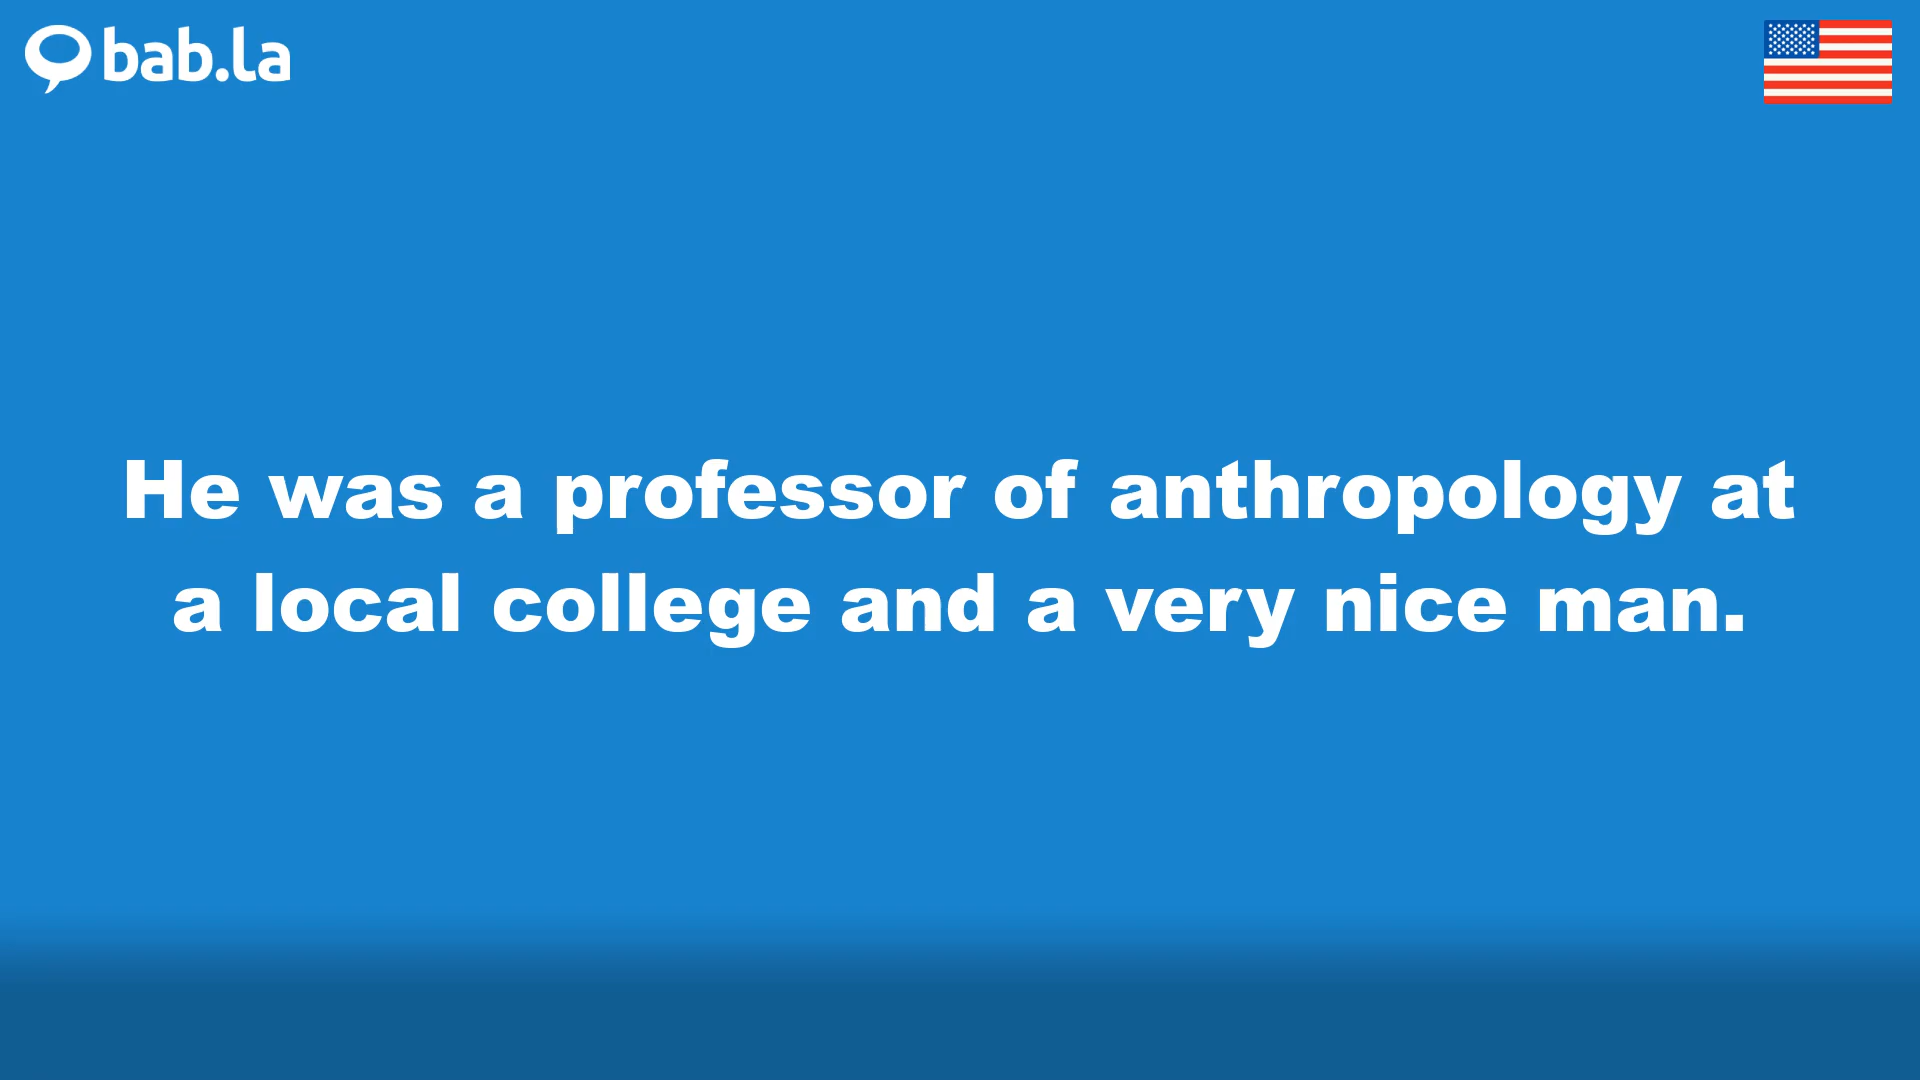 bab.la
He was a professor of anthropology at
a local college and a very nice man.